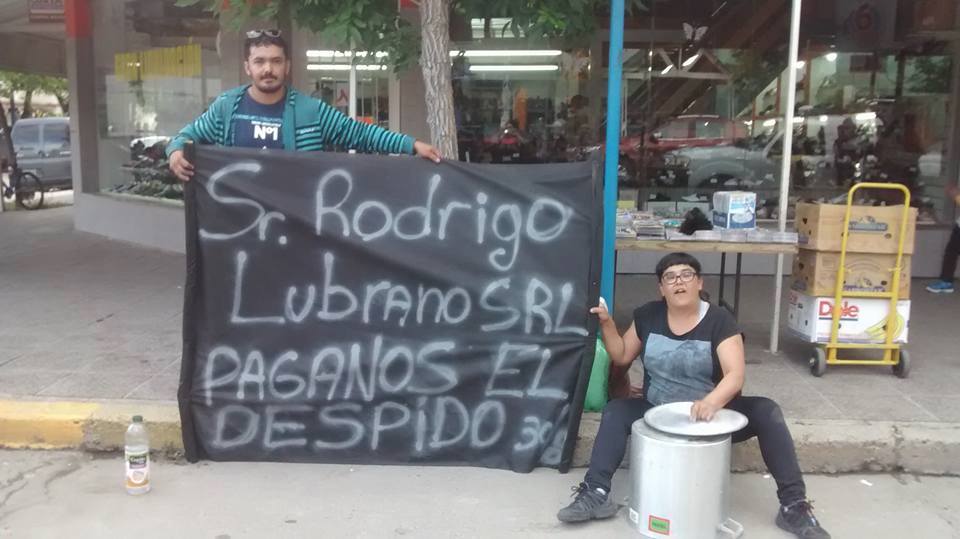 Sr. Rodrigo
Lubrano SRL
PAGANOS EL
DESPIDO
Nº1
Dole